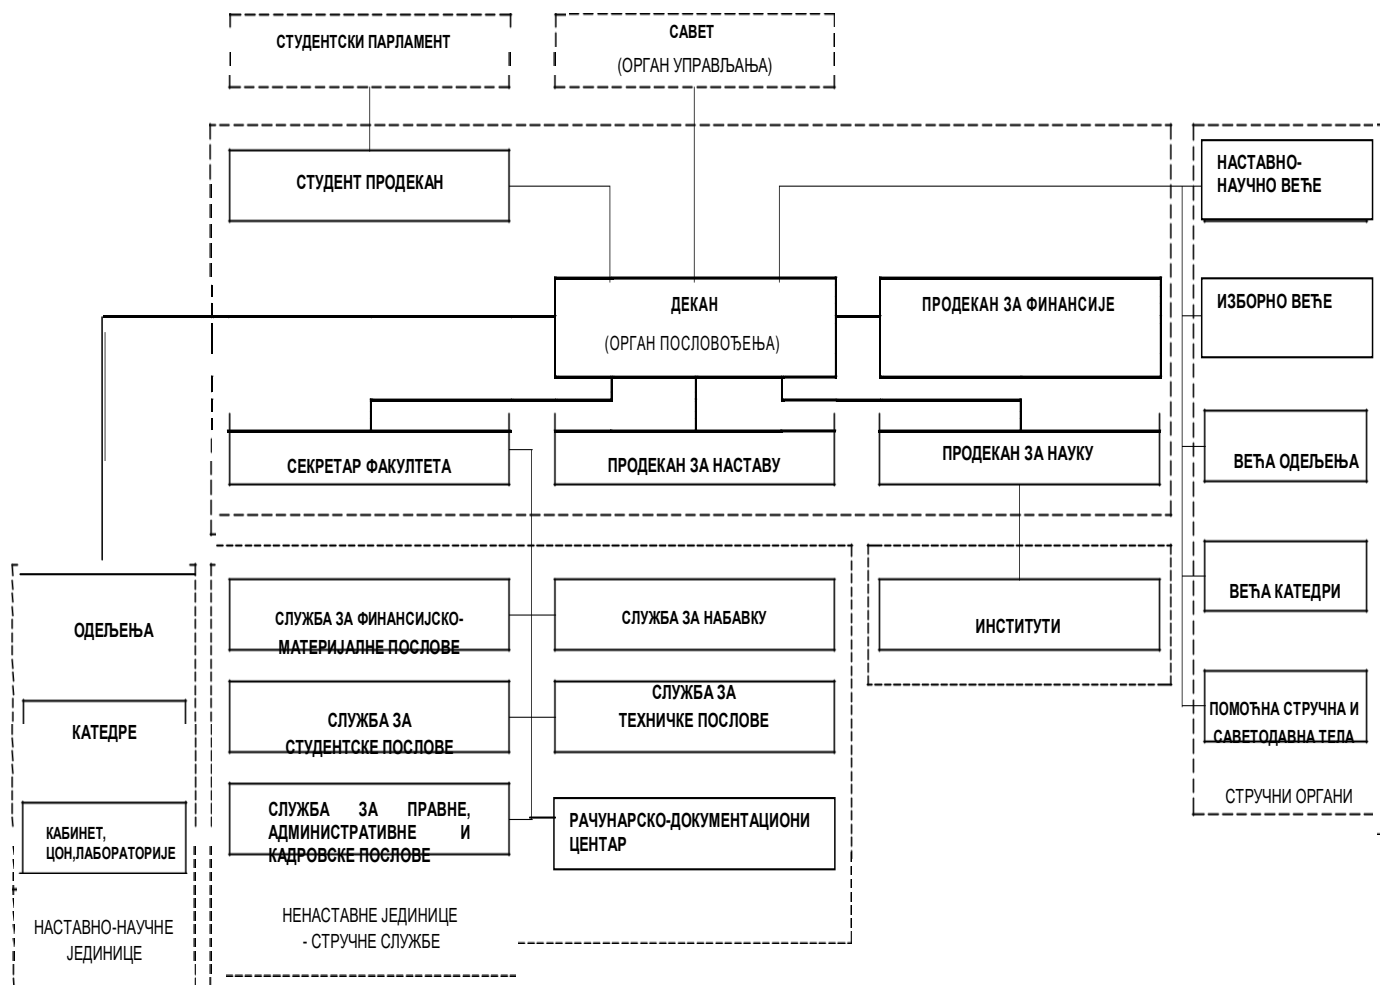 СТУДЕНТСКИ ПАРЛАМЕНТ
САВЕТ
(ОРГАН УПРАВЉАЊА)
СТУДЕНТ ПРОДЕКАН
НАСТАВНО-
НАУЧНО ВЕЋЕ
ДЕКАН
(ОРГАН ПОСЛОВОЂЕЊА)
ПРОДЕКАН ЗА ФИНАНСИЈЕ
ИЗБОРНО ВЕЋЕ
СЕКРЕТАР ФАКУЛТЕТА
ПРОДЕКАН ЗА НАСТАВУ
ПРОДЕКАН ЗА НАУКУ
ВЕЋА ОДЕЉЕЊА
ОДЕЉЕЊА
СЛУЖБА ЗА ФИНАНСИЈСКО-
МАТЕРИЈАЛНЕ ПОСЛОВЕ
СЛУЖБА ЗА НАБАВКУ
ИНСТИТУТИ
ВЕЋА КАТЕДРИ
КАТЕДРЕ
СЛУЖБА ЗА
СТУДЕНТСКЕ ПОСЛОВЕ
СЛУЖБА ЗА
ТЕХНИЧКЕ ПОСЛОВЕ
ПОМОЋНА СТРУЧНА И
САВЕТОДАВНА ТЕЛА
СТРУЧНИ ОРГАНИ
КАБИНЕТ,
ЦОН,ЛАБОРАТОРИЈЕ
СЛУЖБА ЗА ПРАВНЕ,
АДМИНИСТРАТИВНЕ И
КАДРОВСКЕ ПОСЛОВЕ
РАЧУНАРСКО-ДОКУМЕНТАЦИОНИ
ЦЕНТАР
НАСТАВНО-НАУЧНЕ
ЈЕДИНИЦЕ
НЕНАСТАВНЕ ЈЕДИНИЦЕ
- СТРУЧНЕ СЛУЖБЕ